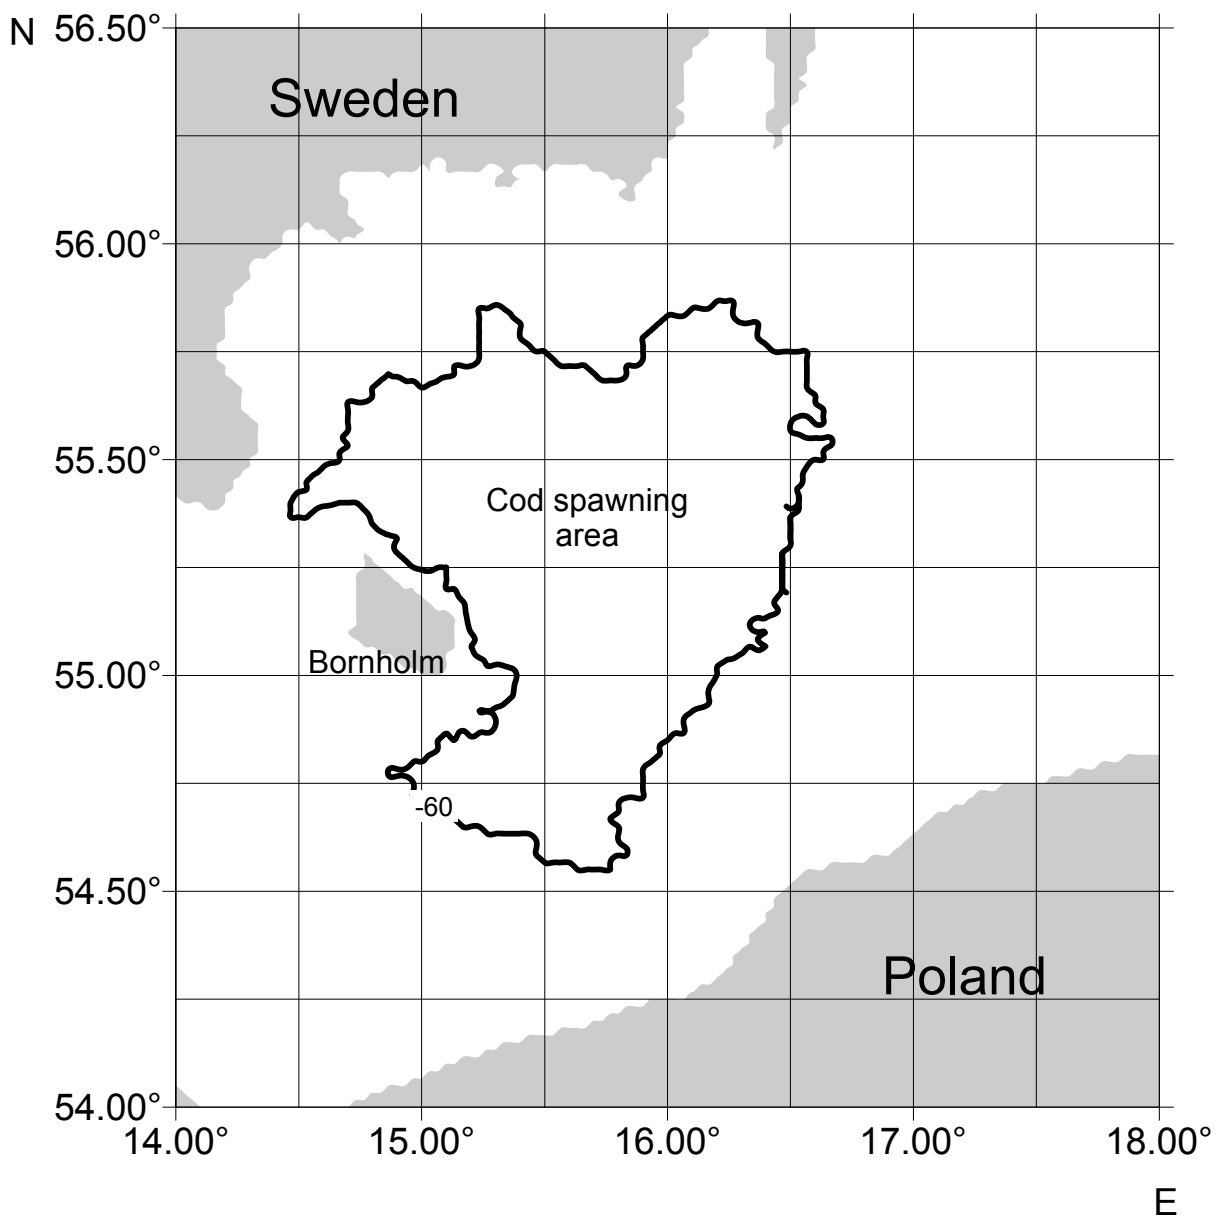 N 56.50°
Sweden
56.00°
55.50°
Cod spawning
area
55.00°
Bornholm
-60
54.50°
Poland
54.00°
14.00° 15.00° 16.00° 17.00° 18.00°
E